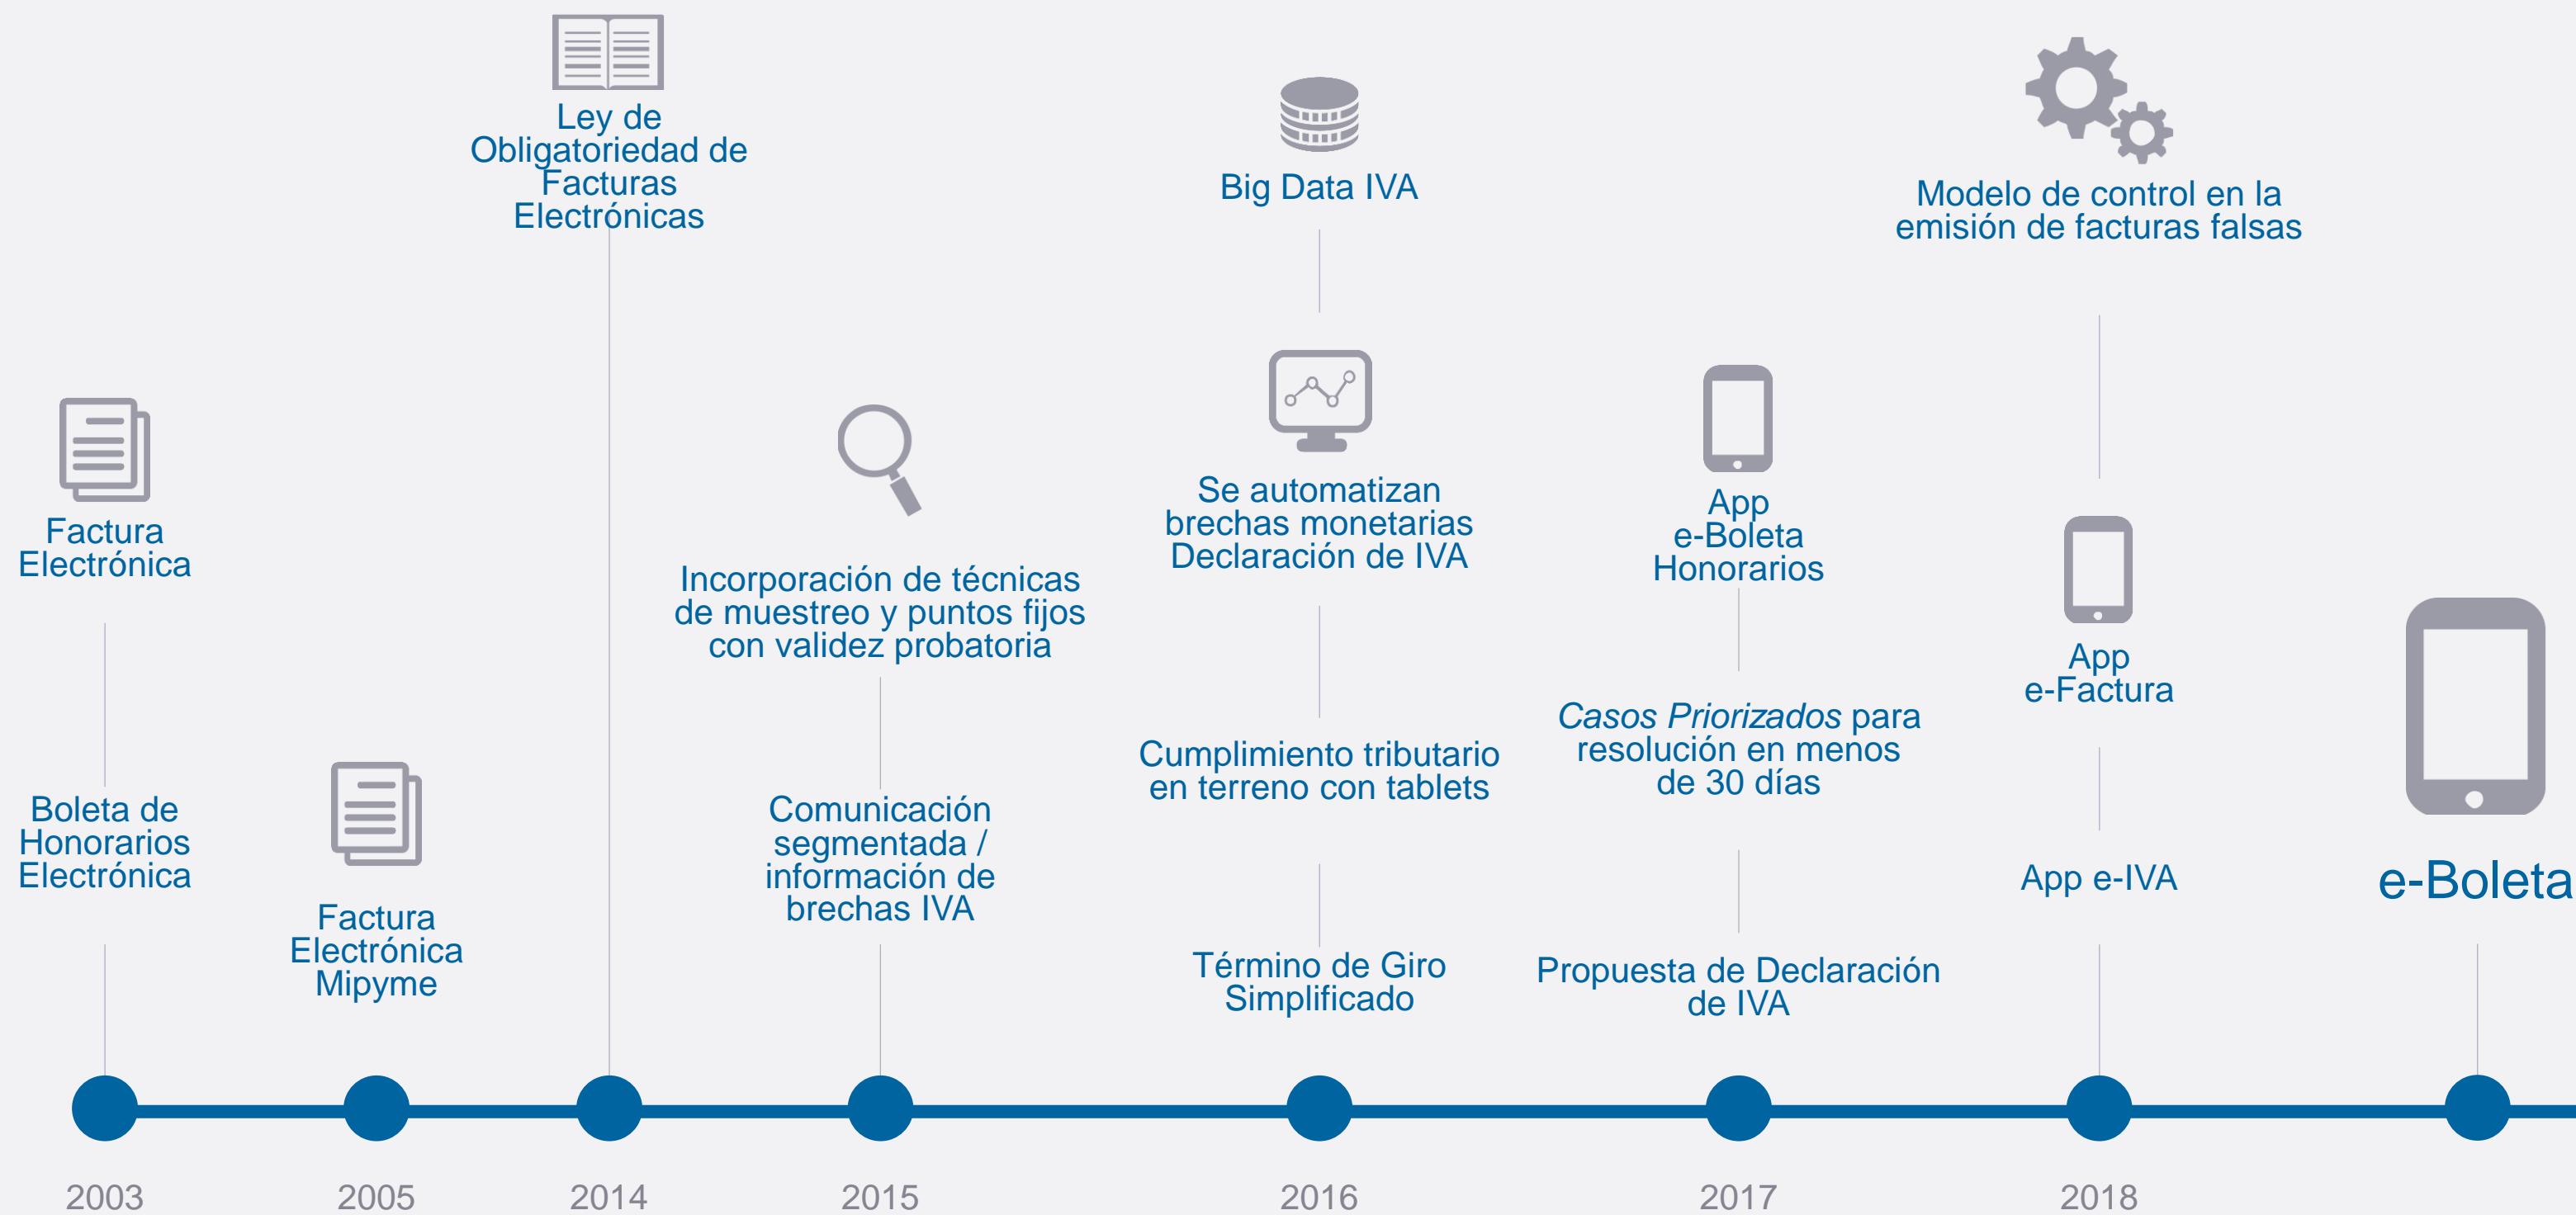 Factura
Electrónica
Boleta de
Honorarios
Electrónica
Factura
Electrónica
Mipyme
Ley de
Obligatoriedad de
Facturas
Electrónicas
Incorporación de técnicas
de muestreo y puntos fijos
con validez probatoria
Comunicación
segmentada /
información de
brechas IVA
Big Data IVA
Se automatizan
brechas monetarias
Declaración de IVA
Cumplimiento tributario
en terreno con tablets
Término de Giro
Simplificado
App
e-Boleta
Honorarios
Casos Priorizados para
resolución en menos
de 30 días
Propuesta de Declaración
de IVA
Modelo de control en la
emisión de facturas falsas
App
e-Factura
App e-IVA
e-Boleta
2003
2005
2014
2015
2016
2017
2018